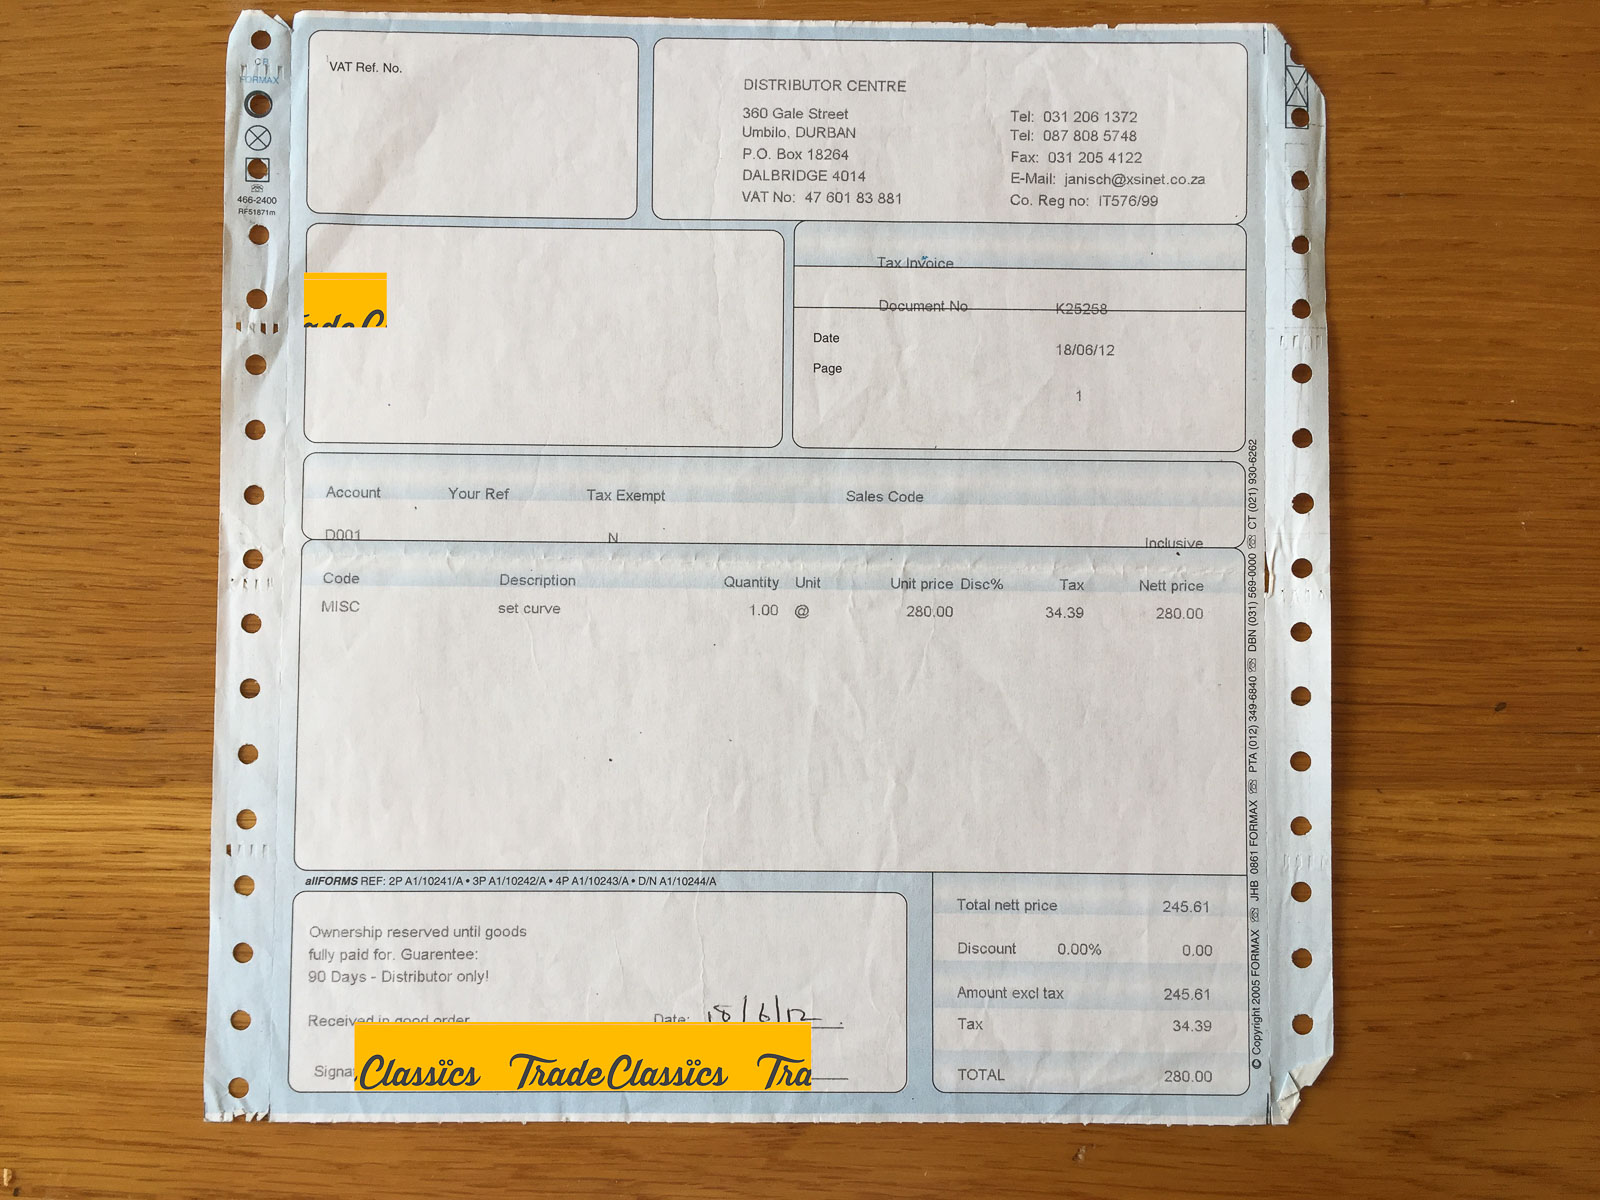 CB
FORMAX
466-2400
RF51871m
VAT Ref. No.
DISTRIBUTOR CENTRE
360 Gale Street
Umbilo, DURBAN
P.O. Box 18264
DALBRIDGE 4014
VAT No: 47 601 83 881
Tel: 031 206 1372
Tel: 087 808 5748
Fax: 031 205 4122
E-Mail: janisch@xsinet.co.za
Co. Reg no: IT576/99
Tax Invoice
Document No K25258
Date 18/06/12
Page 1
Account Your Ref Tax Exempt Sales Code
D001 N Inclusive
Code Description Quantity Unit Unit price Disc% Tax Nett price
MISC set curve 1.00 @ 280.00 34.39 280.00
allFORMS REF: 2P A1/10241/A • 3P A1/10242/A • 4P A1/10243/A • D/N A1/10244/A
Ownership reserved until goods
fully paid for. Guarentee:
90 Days - Distributor only!
Received in good order Date: 18/6/12
Signa
Classics TradeClassics Tra
Total nett price 245.61
Discount 0.00% 0.00
Amount excl tax 245.61
Tax 34.39
TOTAL 280.00
© Copyright 2005 FORMAX ☏ JHB 0861 FORMAX ☏ PTA (012) 349-6840 ☏ DBN (031) 569-0000 ☏ CT (021) 930-6262